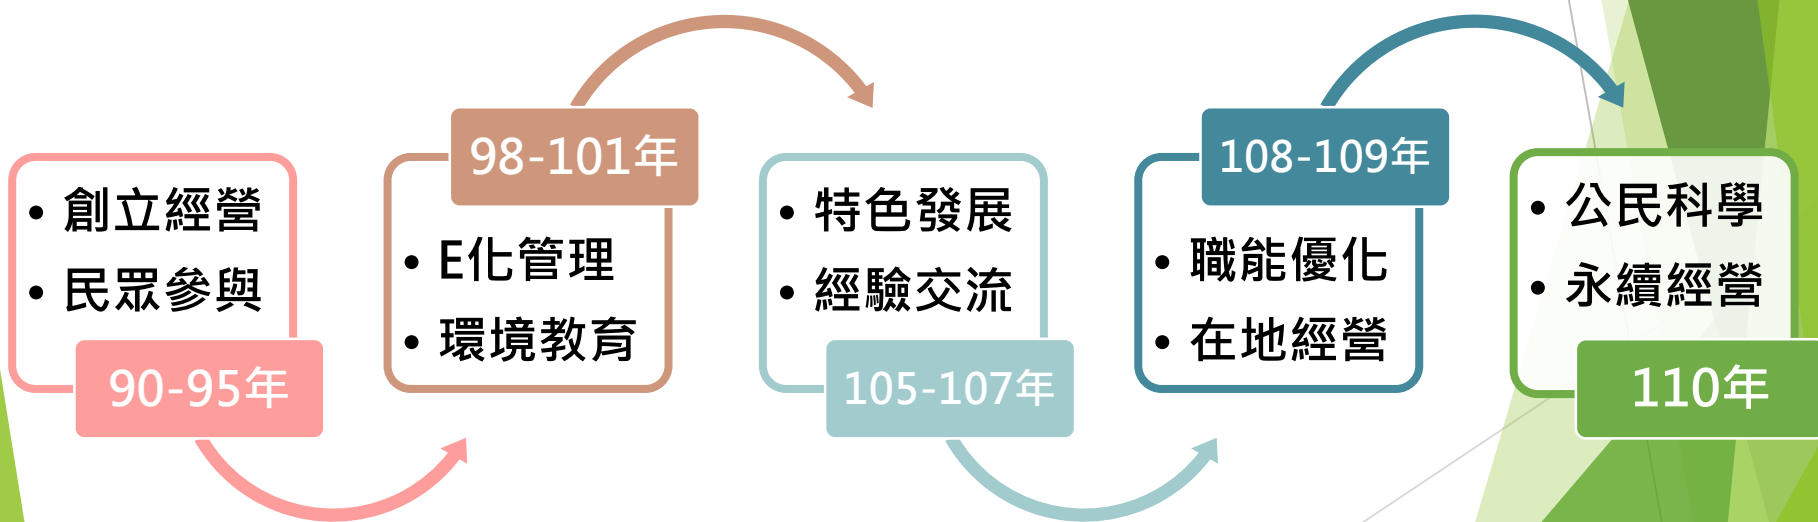 • 創立經營
• 民眾參與
90-95年
98-101年
• E化管理
• 環境教育
• 特色發展
• 經驗交流
105-107年
108-109年
• 職能優化
• 在地經營
• 公民科學
• 永續經營
110年